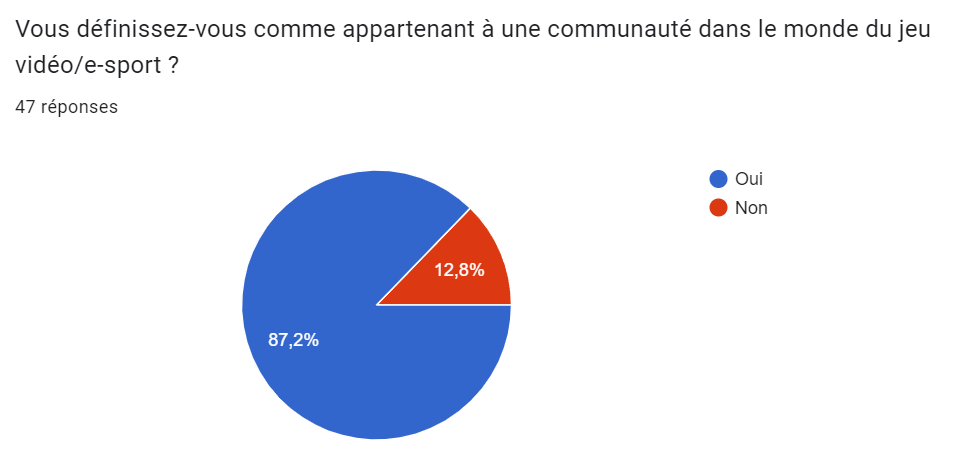 Vous définissez-vous comme appartenant à une communauté dans le monde du jeu
vidéo/e-sport ?
47 réponses
Oui
Non
12,8%
87,2%